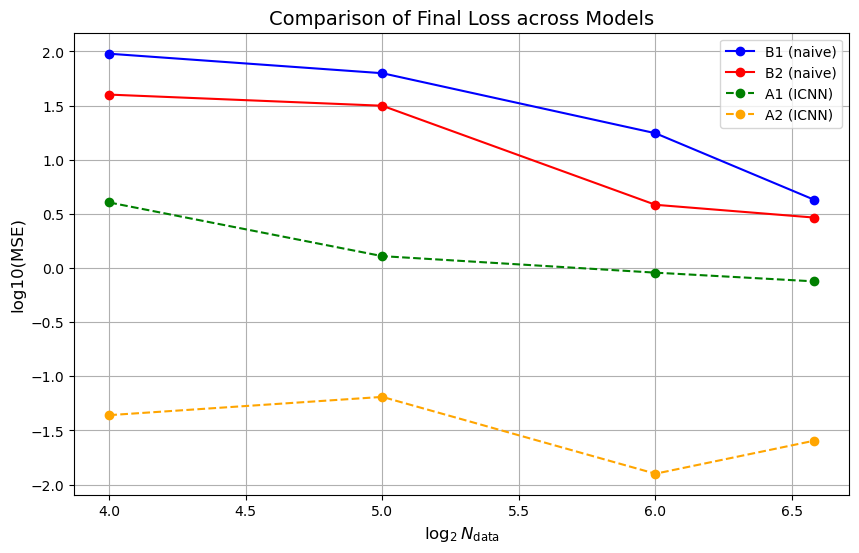 Comparison of Final Loss across Models
B1 (naive)
B2 (naive)
A1 (ICNN)
A2 (ICNN)
log10(MSE)
2.0
1.5
1.0
0.5
0.0
−0.5
−1.0
−1.5
−2.0
4.0 4.5 5.0 5.5 6.0 6.5
log₂ N_data